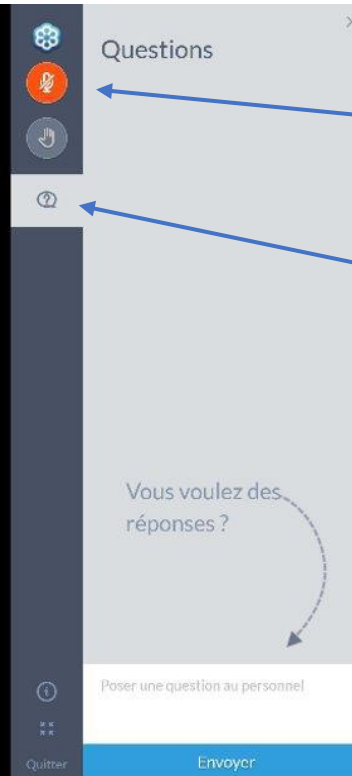 Questions
Vous voulez des
réponses ?
Poser une question au personnel
Quitter
Envoyer